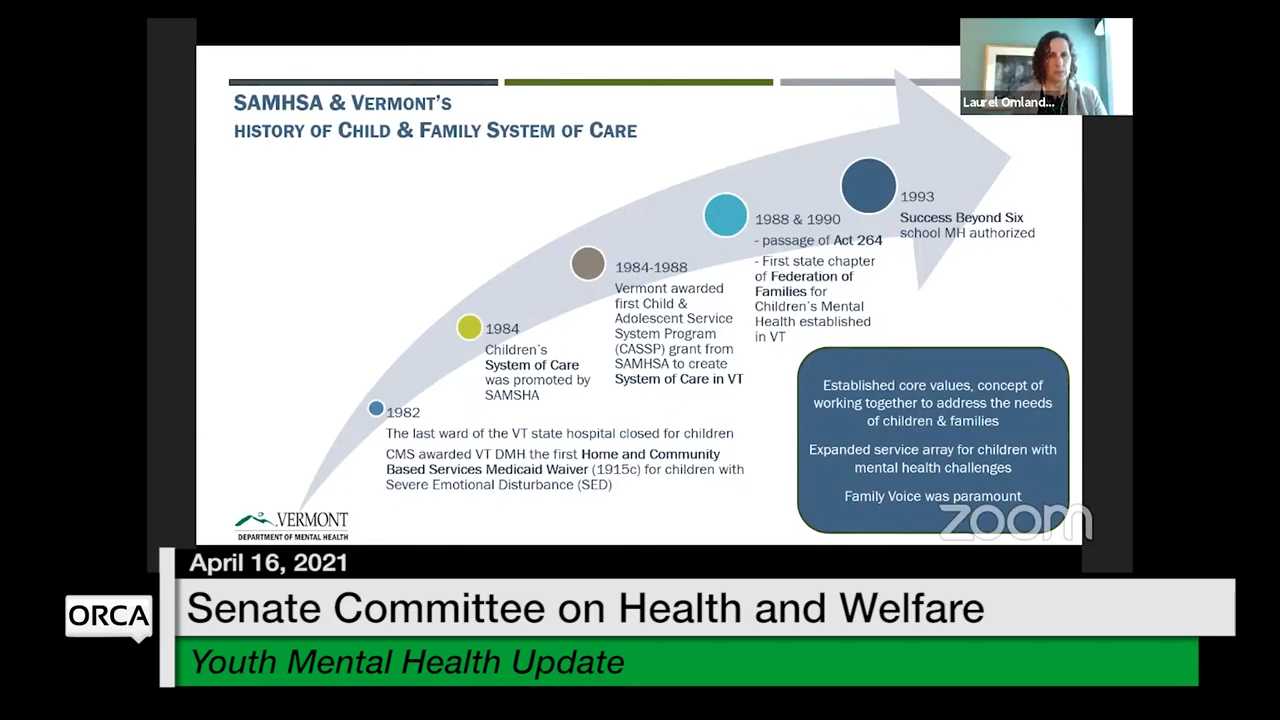 SAMHSA & VERMONT'S
HISTORY OF CHILD & FAMILY SYSTEM OF CARE
Laurel Omland...
1993
Success Beyond Six
school MH authorized
1988 & 1990
- passage of Act 264
- First state chapter
of Federation of
Families for
Children's Mental
Health established
in VT
1984-1988
Vermont awarded
first Child &
Adolescent Service
System Program
(CASSP) grant from
SAMHSA to create
System of Care in VT
1984
Children's
System of Care
was promoted by
SAMSHA
1982
The last ward of the VT state hospital closed for children
CMS awarded VT DMH the first Home and Community
Based Services Medicaid Waiver (1915c) for children with
Severe Emotional Disturbance (SED)
Established core values, concept of
working together to address the needs
of children & families
Expanded service array for children with
mental health challenges
Family Voice was paramount
zoom
VERMONT
DEPARTMENT OF MENTAL HEALTH
April 16, 2021
ORCA
Senate Committee on Health and Welfare
Youth Mental Health Update